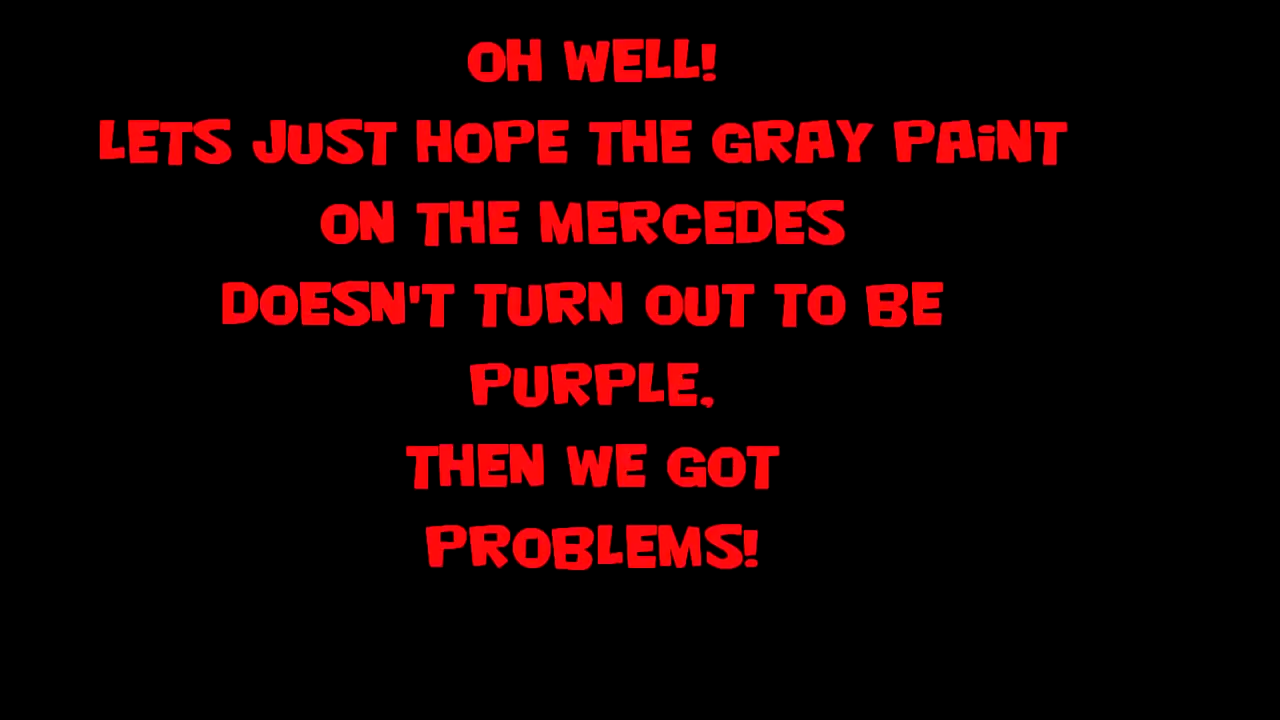 OH WELL!
LETS JUST HOPE THE GRAY PAiNT
ON THE MERCEDES
DOESN'T TURN OUT TO BE
PURPLE,
THEN WE GOT
PROBLEMS!